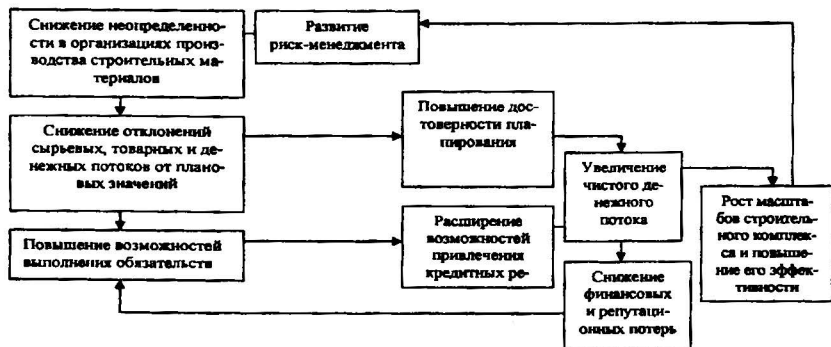 Снижение неопределенно-
сти в организациях произ-
водства строительных ма-
териалов
Развитие
риск-менеджмента
Снижение отклонений
сырьевых, товарных и де-
нежных потоков от плано-
вых значений
Повышение дос-
товерности пла-
нирования
Увеличение
чистого де-
нежного
потока
Рост масшта-
бов строитель-
ного комплек-
са и повыше-
ние его эффек-
тивности
Повышение возможностей
выполнения обязательств
Расширение
возможностей
привлечения
кредитных ре-
Снижение
финансовых
и репутаци-
онных потерь